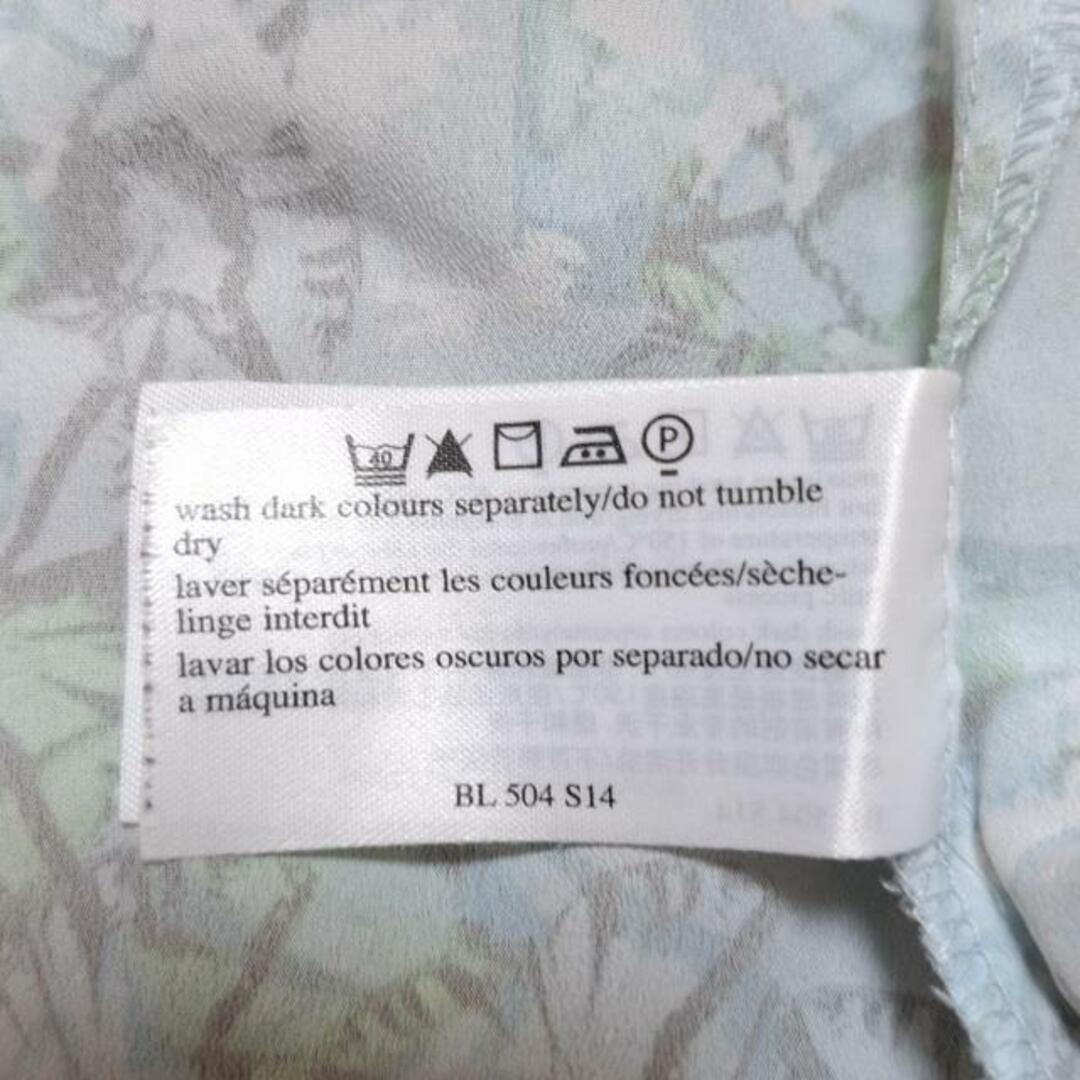 40 P
wash dark colours separately/do not tumble
dry
laver séparément les couleurs foncées/sèche-
linge interdit
lavar los colores oscuros por separado/no secar
a máquina
BL 504 S14